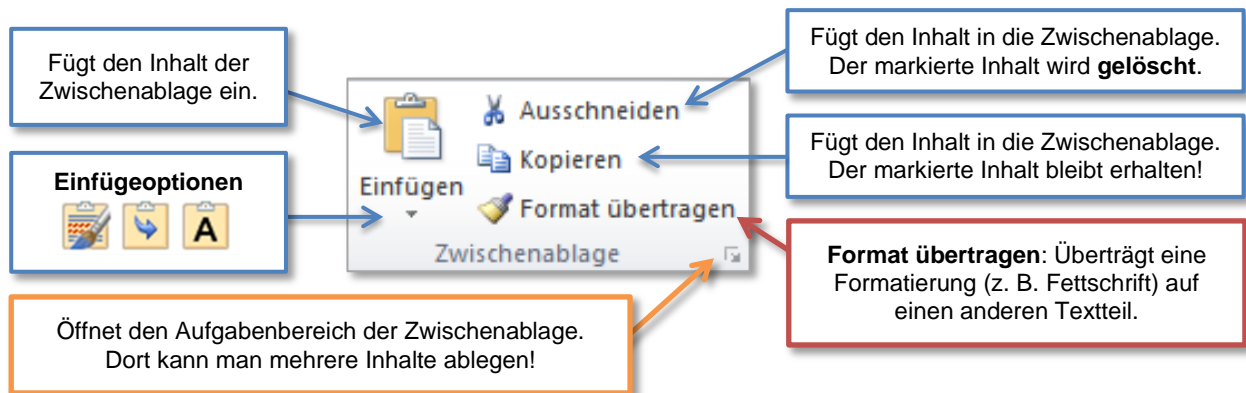 Fügt den Inhalt der
Zwischenablage ein.
Einfügeoptionen
A
Ausschneiden
Kopieren
Einfügen
Format übertragen
Zwischenablage
Fügt den Inhalt in die Zwischenablage.
Der markierte Inhalt wird gelöscht.
Fügt den Inhalt in die Zwischenablage.
Der markierte Inhalt bleibt erhalten!
Format übertragen: Überträgt eine
Formatierung (z. B. Fettschrift) auf
einen anderen Textteil.
Öffnet den Aufgabenbereich der Zwischenablage.
Dort kann man mehrere Inhalte ablegen!